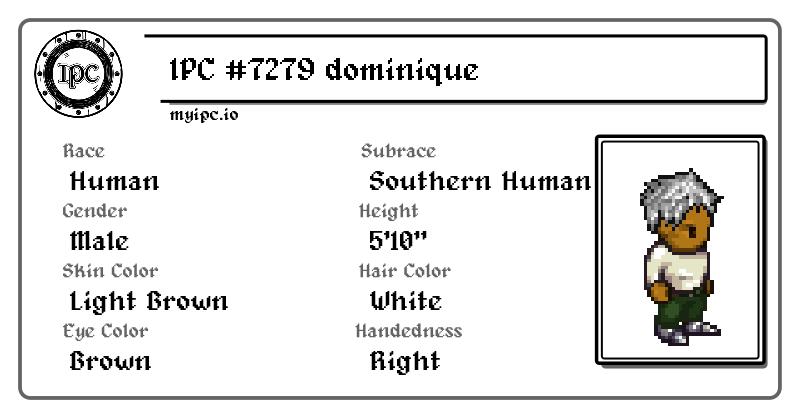 IPC
IPC #7279 dominique
myipc.io
Race
Human
Subrace
Southern Human
Gender
Male
Height
5'10"
Skin Color
Light Brown
Hair Color
White
Eye Color
Brown
Handedness
Right